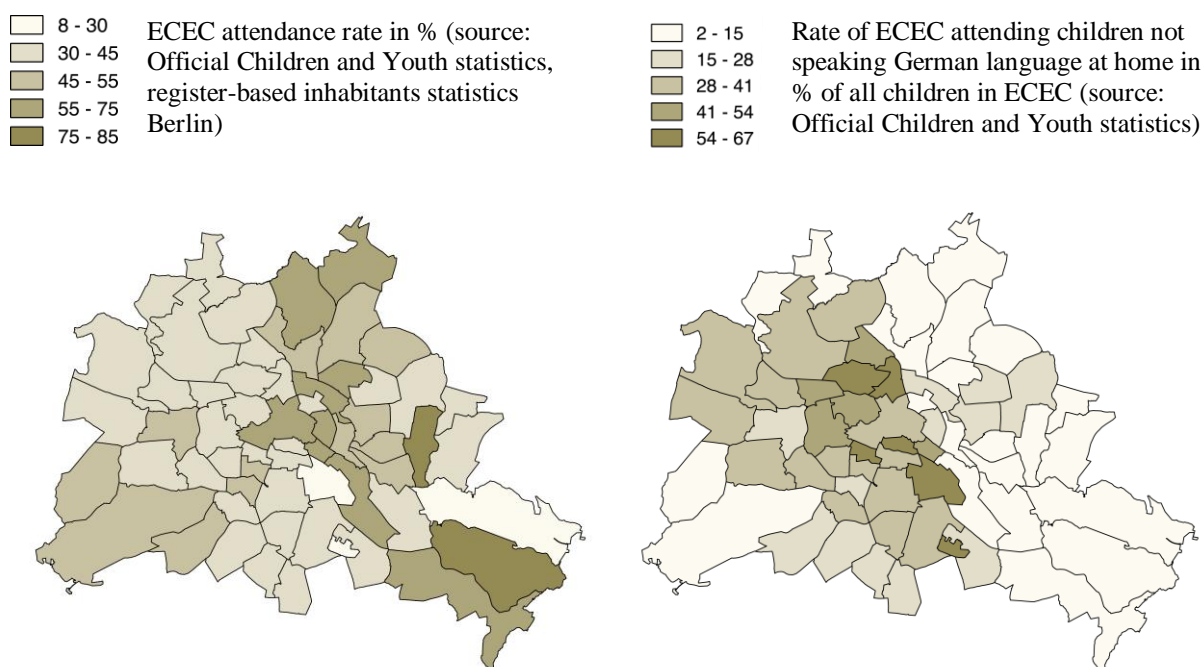 8 - 30
30 - 45
45 - 55
55 - 75
75 - 85
ECEC attendance rate in % (source:
Official Children and Youth statistics,
register-based inhabitants statistics
Berlin)
2 - 15
15 - 28
28 - 41
41 - 54
54 - 67
Rate of ECEC attending children not
speaking German language at home in
% of all children in ECEC (source:
Official Children and Youth statistics)